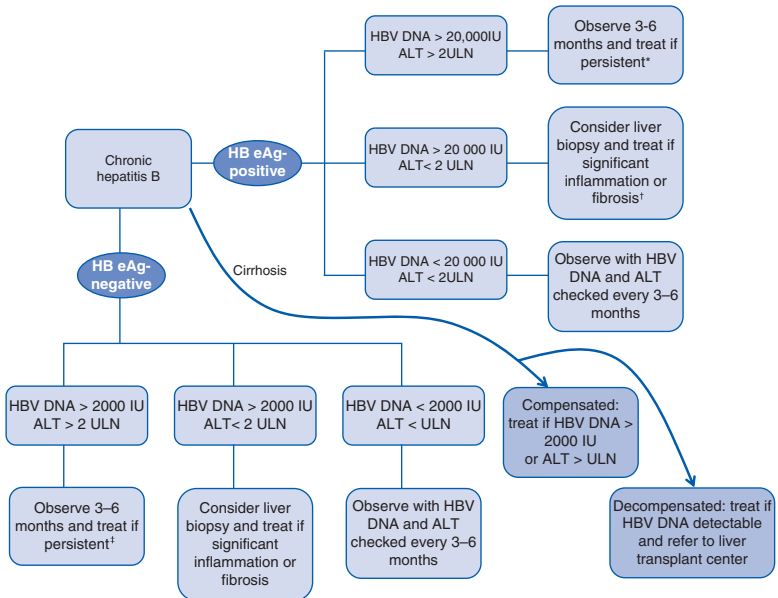 HBV DNA > 20,000IU
ALT > 2ULN
Observe 3-6
months and treat if
persistent*
Chronic
hepatitis B
HB eAg-
positive
HBV DNA > 20 000 IU
ALT< 2 ULN
Consider liver
biopsy and treat if
significant
inflammation or
fibrosis†
HBV DNA < 20 000 IU
ALT < 2ULN
Observe with HBV
DNA and ALT
checked every 3–6
months
HB eAg-
negative
Cirrhosis
HBV DNA > 2000 IU
ALT > 2 ULN
HBV DNA > 2000 IU
ALT< 2 ULN
HBV DNA < 2000 IU
ALT < ULN
Compensated:
treat if HBV DNA >
2000 IU
or ALT > ULN
Observe 3–6
months and treat if
persistent‡
Consider liver
biopsy and treat if
significant
inflammation or
fibrosis
Observe with HBV
DNA and ALT
checked every 3–6
months
Decompensated: treat if
HBV DNA detectable
and refer to liver
transplant center